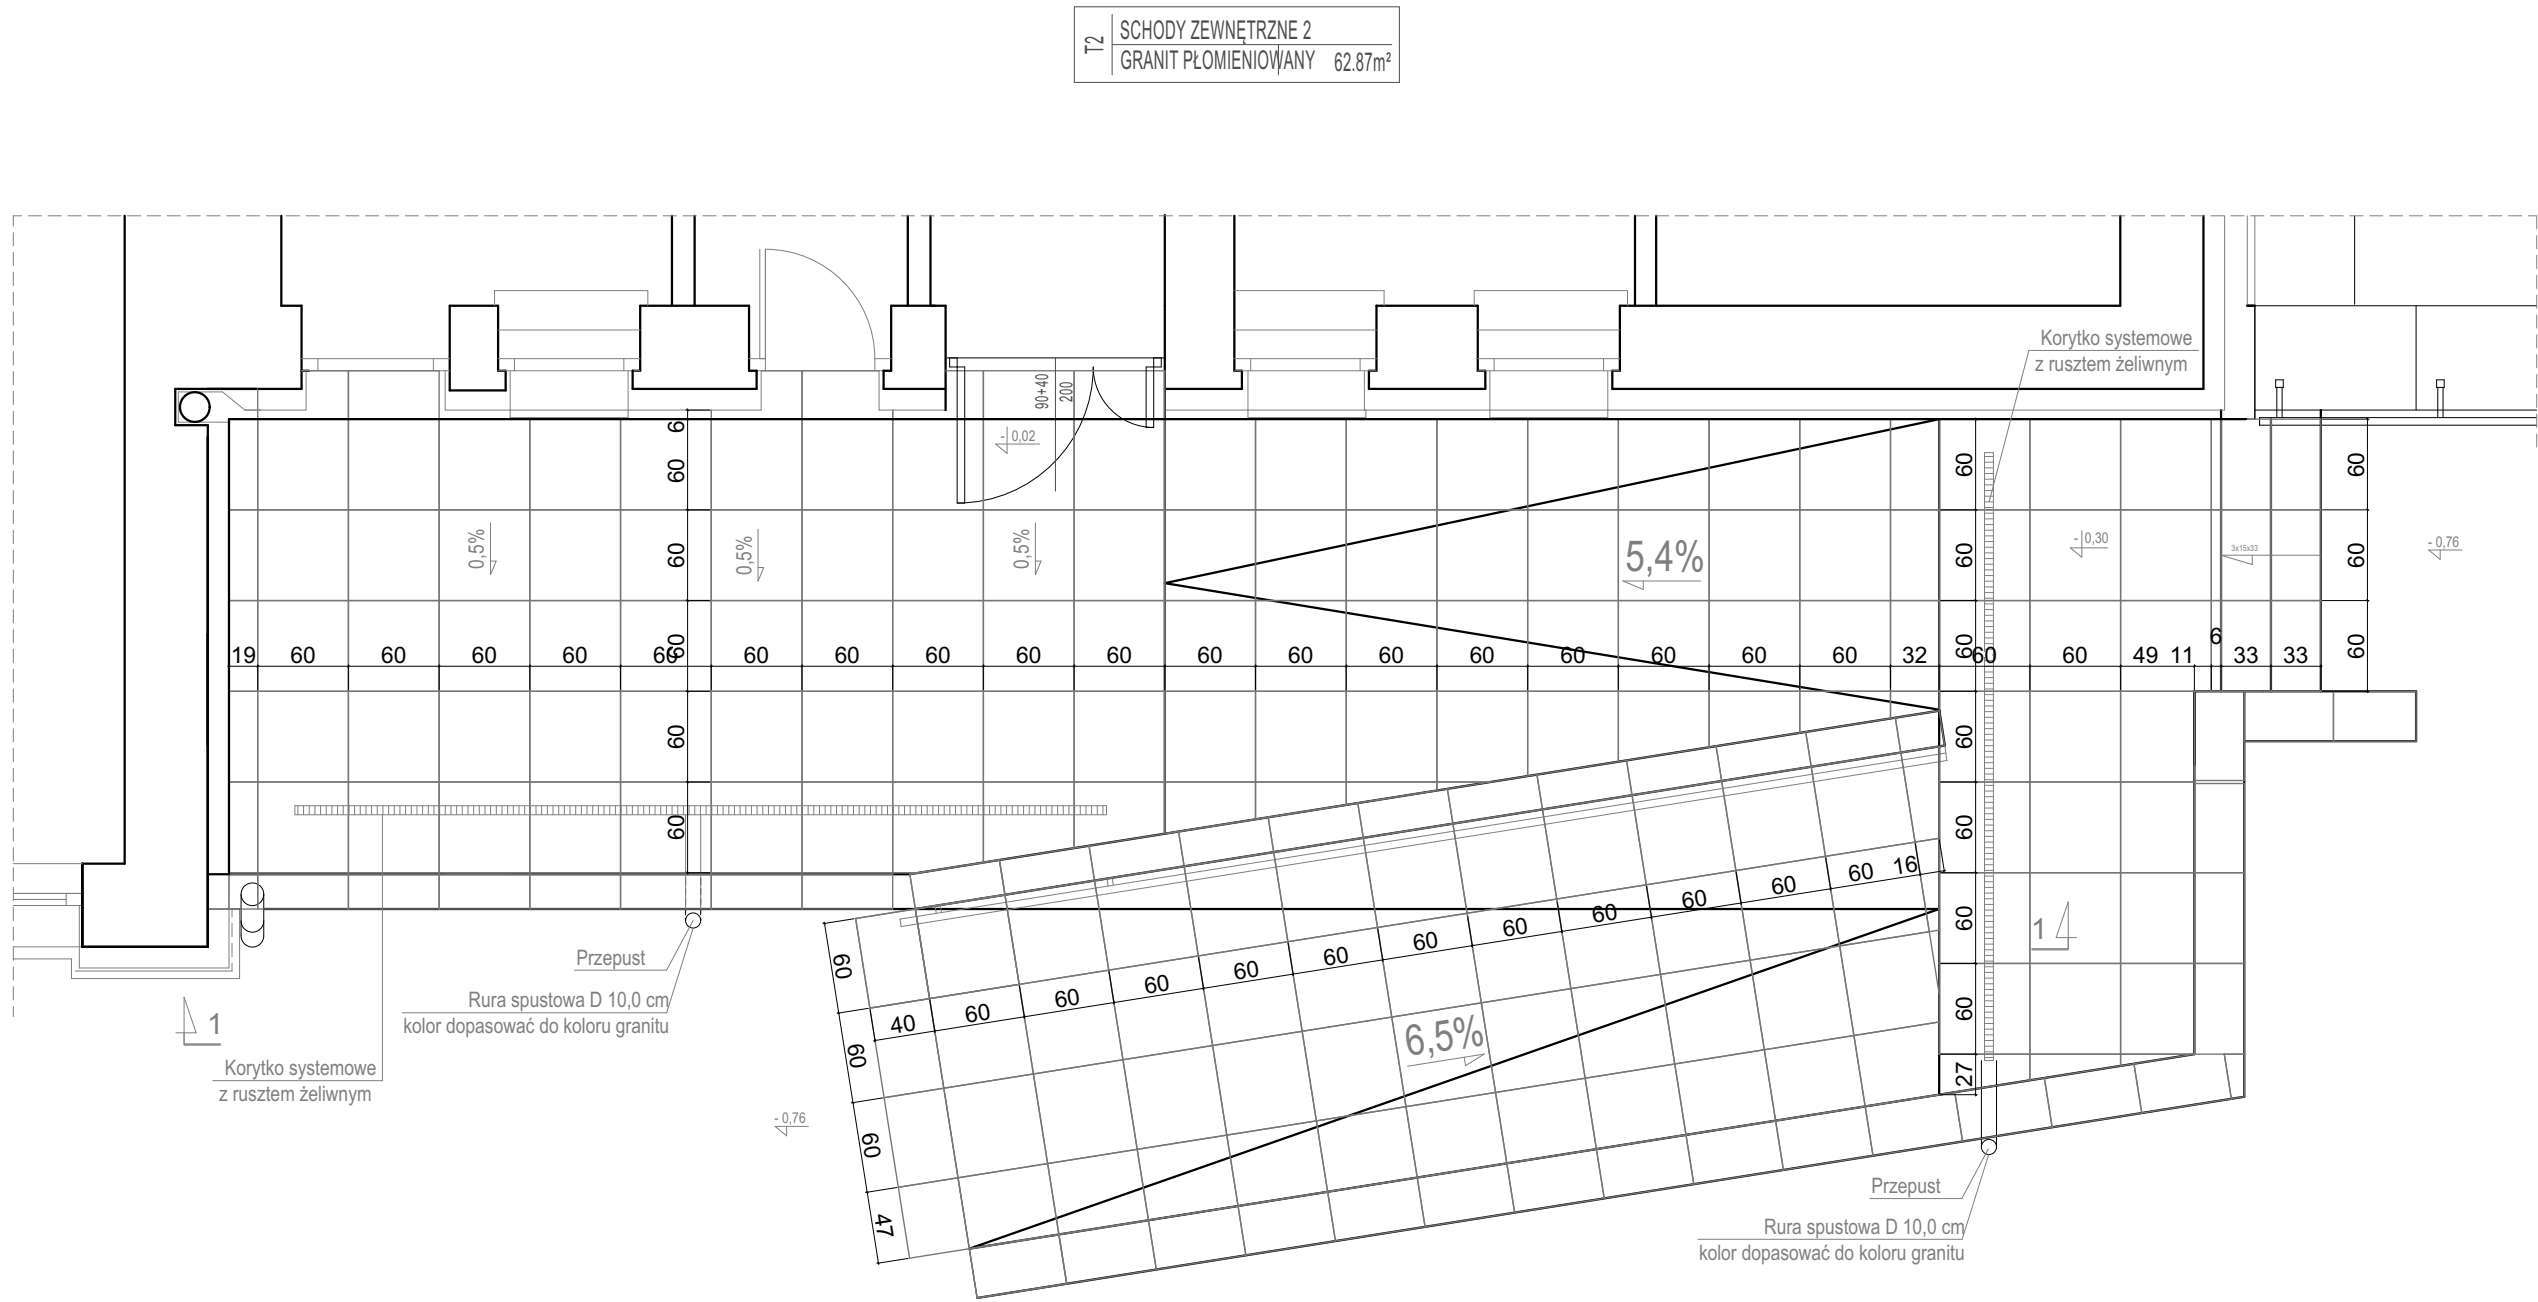 T2
SCHODY ZEWNĘTRZNE 2
GRANIT PŁOMIENIOWANY 62.87m²
Korytko systemowe
z rusztem żeliwnym
90+40
200
- 0,02
6
60
60
60
60
60
0,5%
0,5%
0,5%
5,4%
60
60
60
60
60
60
60
27
- 0,30
3x15x33
60
60
60
- 0,76
19 60 60 60 60 60 60 60 60 60 60 60 60 60 60 60 60 60 60 32 60 60 49 11 6 33 33
60
60
60
47
40 60 60 60 60 60 60 60 60 60 60 60 16
6,5%
1
1
Przepust
Rura spustowa D 10,0 cm
kolor dopasować do koloru granitu
Korytko systemowe
z rusztem żeliwnym
- 0,76
Przepust
Rura spustowa D 10,0 cm
kolor dopasować do koloru granitu